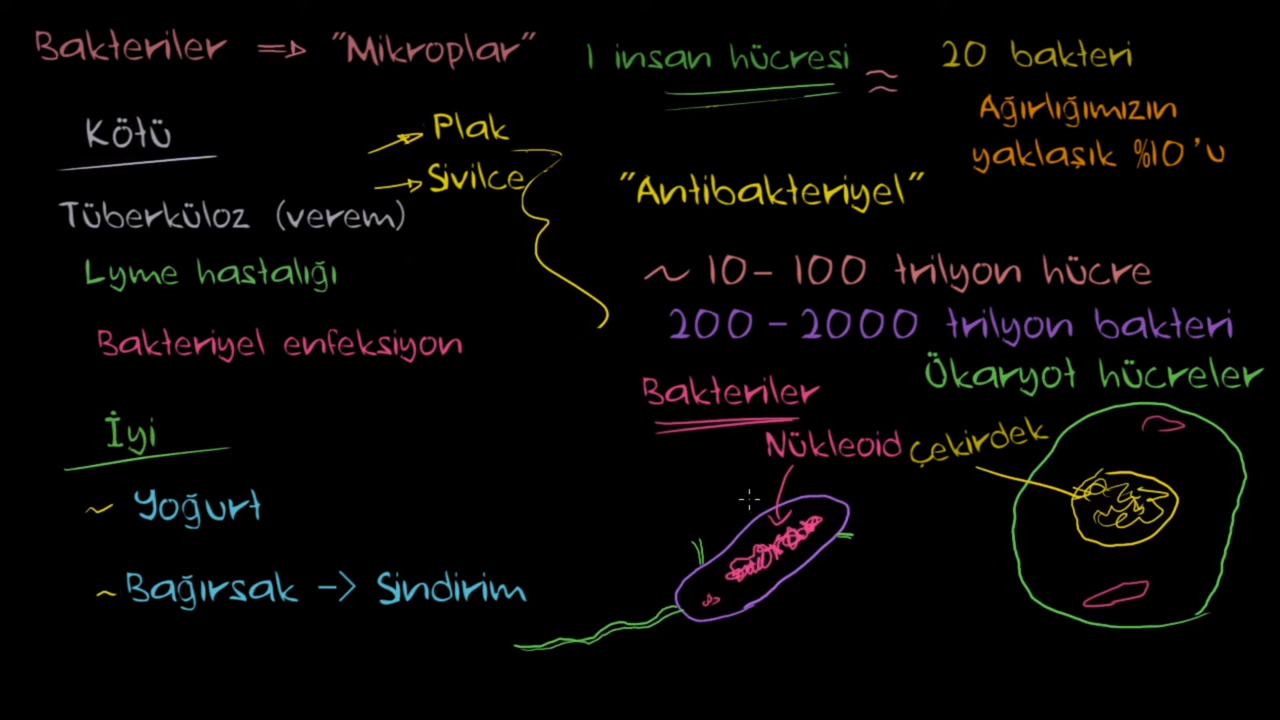 Bakteriler => "Mikroplar"
Kötü
Plak
Sivilce
Tüberküloz (verem)
Lyme hastalığı
Bakteriyel enfeksiyon
İyi
~ Yoğurt
~ Bağırsak -> Sindirim
1 insan hücresi ≈ 20 bakteri
Ağırlığımızın
yaklaşık %10'u
"Antibakteriyel"
~ 10-100 trilyon hücre
200-2000 trilyon bakteri
Bakteriler
Nükleoid
Ükaryot hücreler
Çekirdek